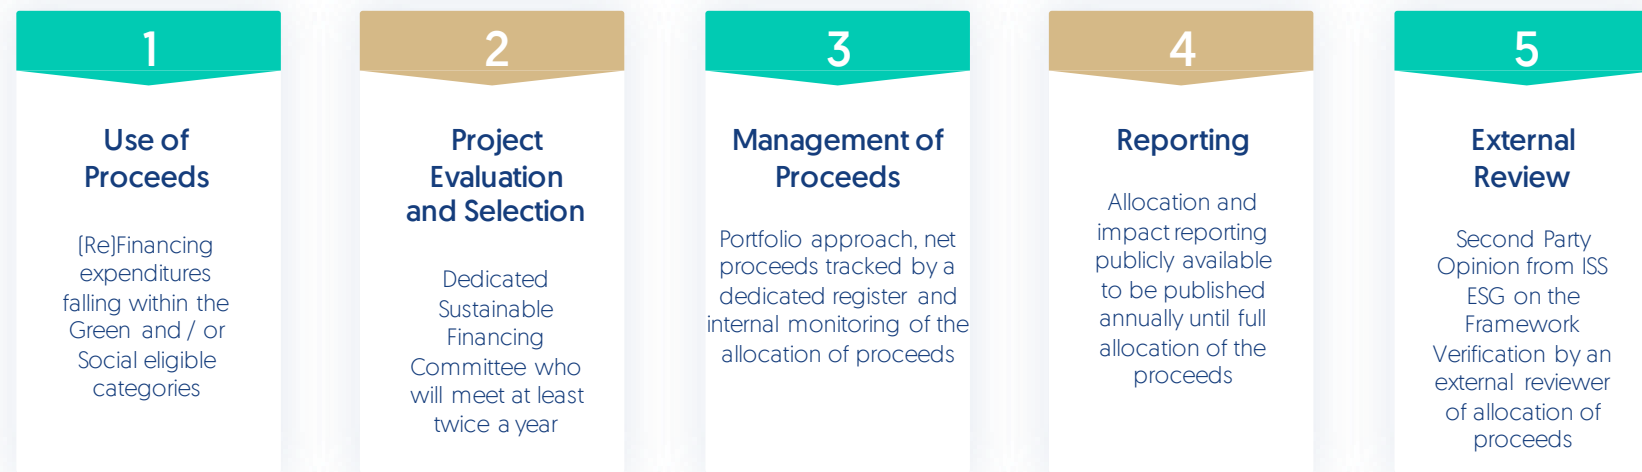 1
Use of
Proceeds
(Re)Financing
expenditures
falling within the
Green and / or
Social eligible
categories
2
Project
Evaluation
and Selection
Dedicated
Sustainable
Financing
Committee who
will meet at least
twice a year
3
Management of
Proceeds
Portfolio approach, net
proceeds tracked by a
dedicated register and
internal monitoring of the
allocation of proceeds
4
Reporting
Allocation and
impact reporting
publicly available
to be published
annually until full
allocation of the
proceeds
5
External
Review
Second Party
Opinion from ISS
ESG on the
Framework
Verification by an
external reviewer
of allocation of
proceeds